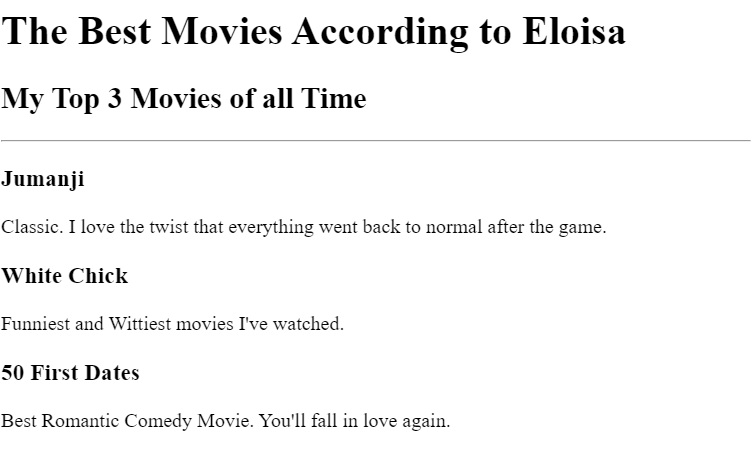 The Best Movies According to Eloisa
My Top 3 Movies of all Time
Jumanji
Classic. I love the twist that everything went back to normal after the game.
White Chick
Funniest and Wittiest movies I've watched.
50 First Dates
Best Romantic Comedy Movie. You'll fall in love again.